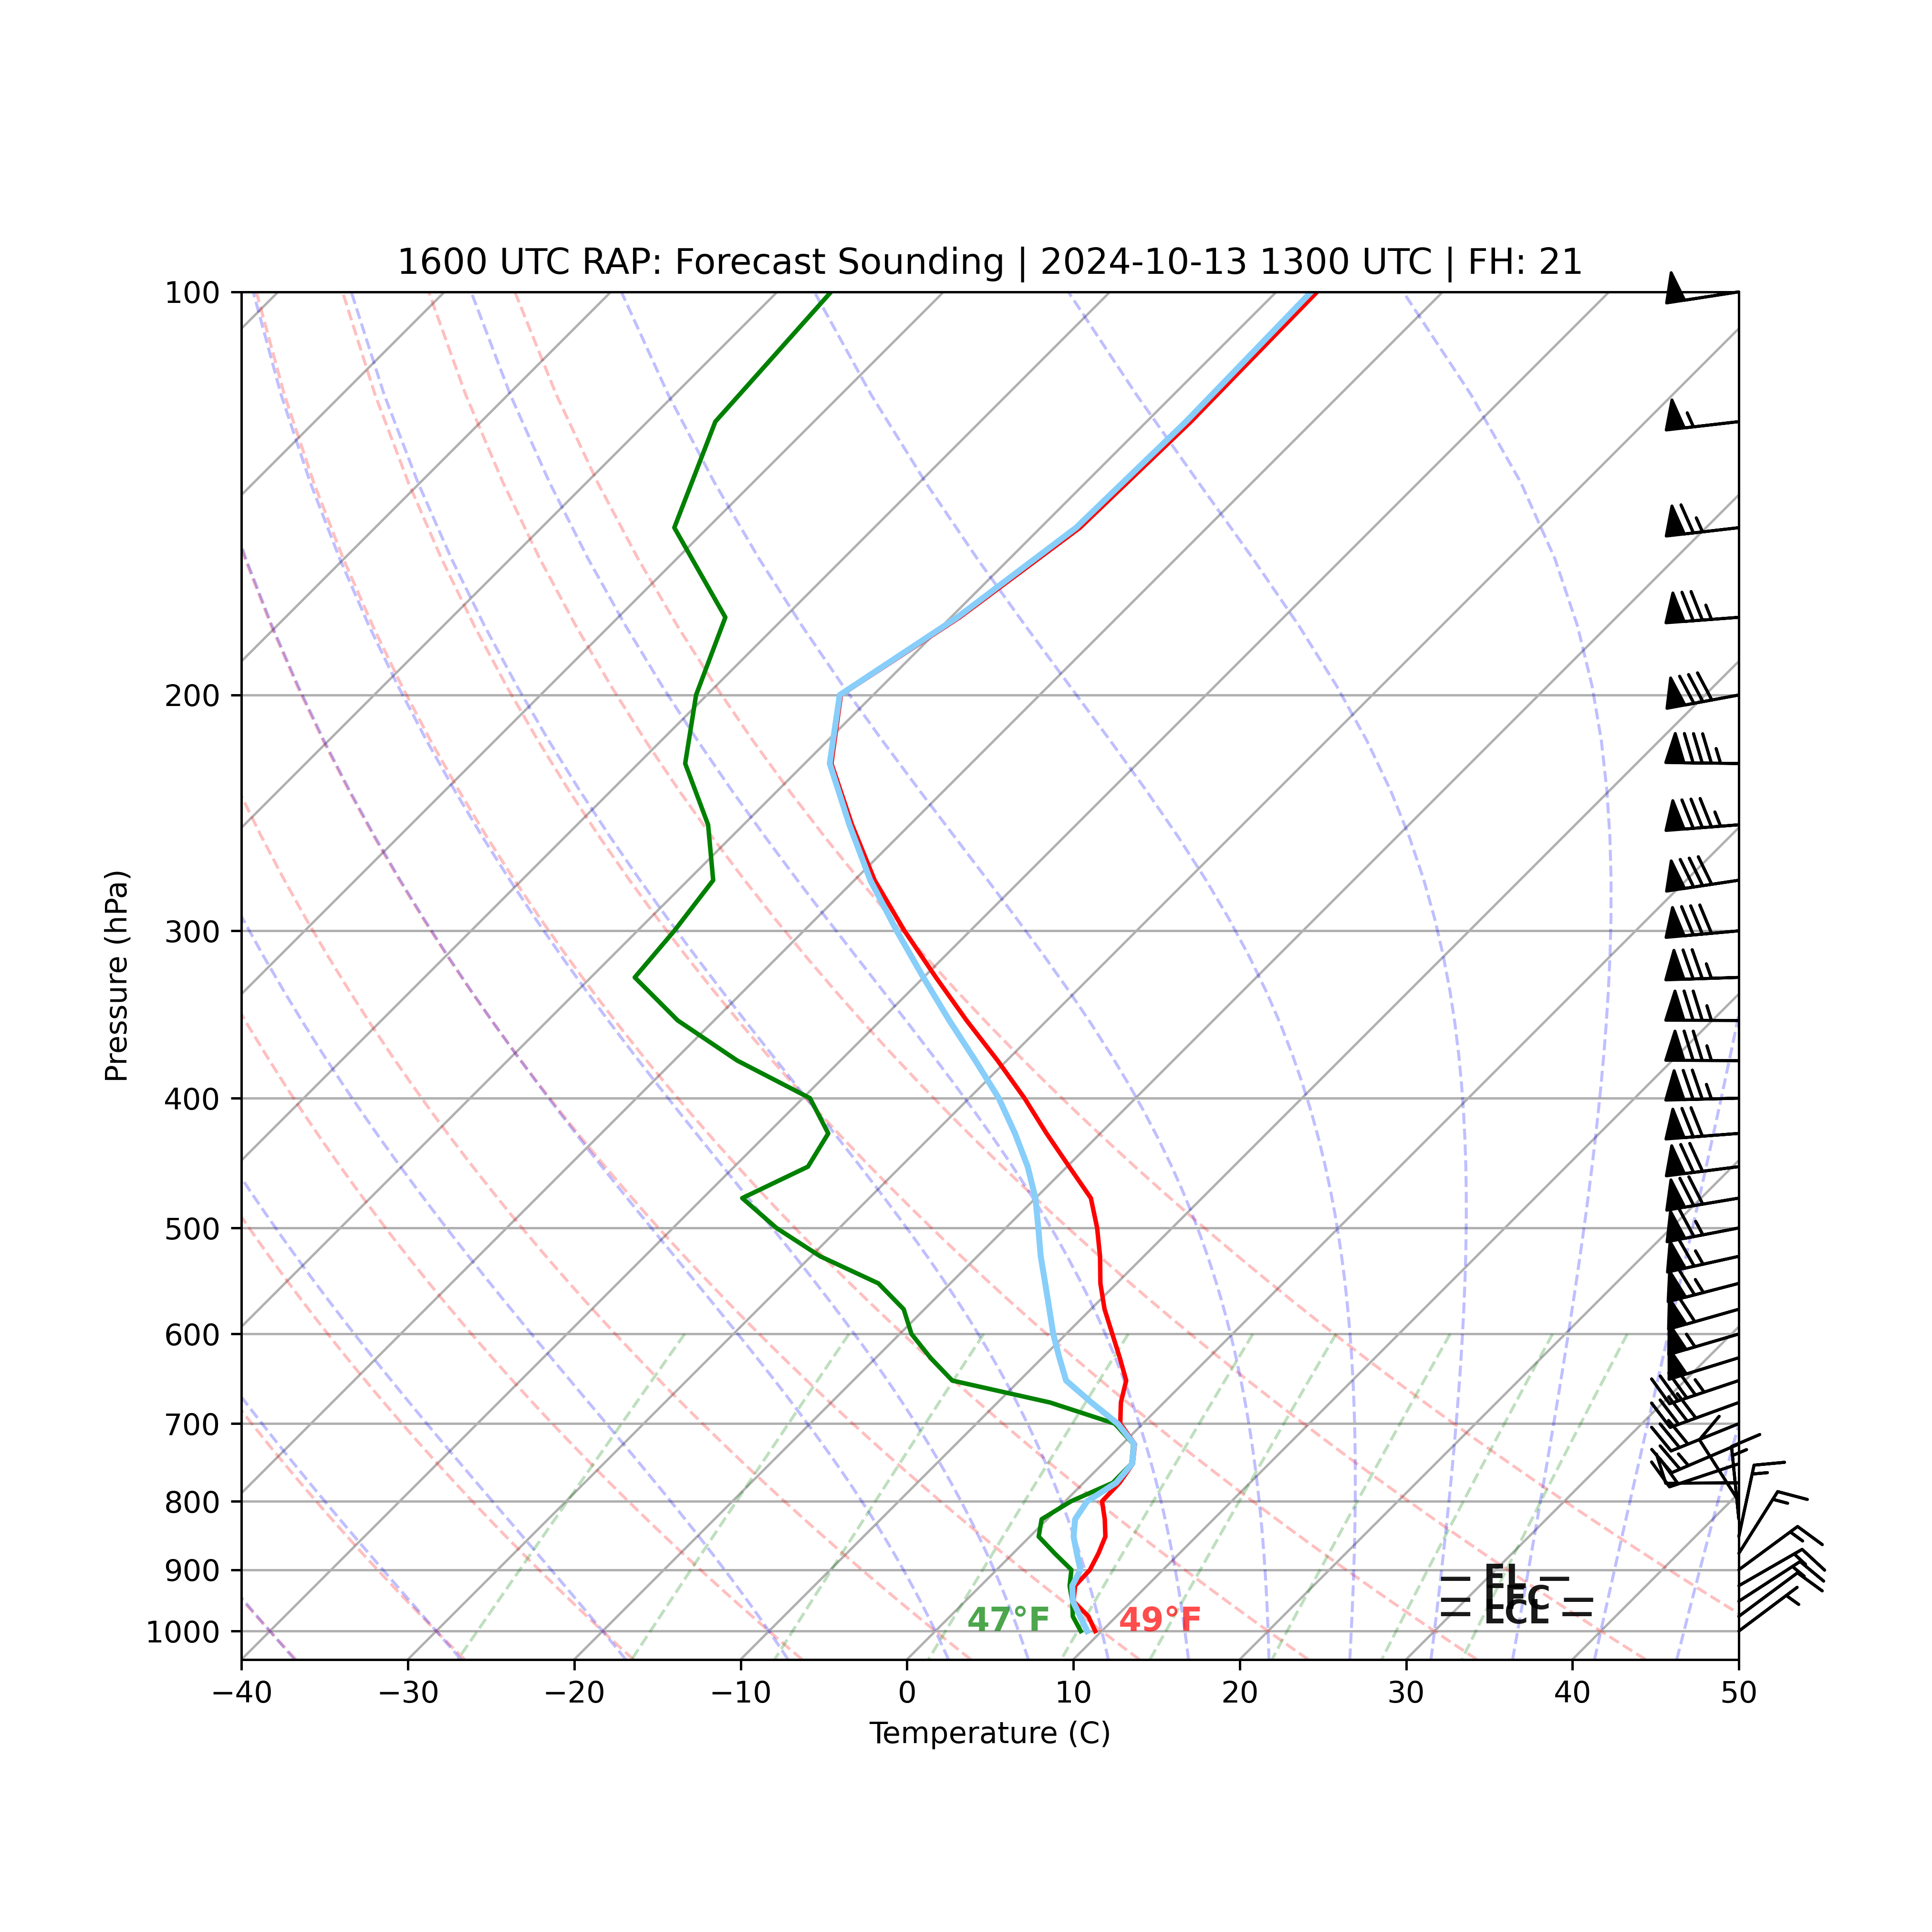 1600 UTC RAP: Forecast Sounding | 2024-10-13 1300 UTC | FH: 21
100
200
300
400
500
600
700
800
900
1000
Pressure (hPa)
— EL —
47°F
49°F
−40 −30 −20 −10 0 10 20 30 40 50
Temperature (C)